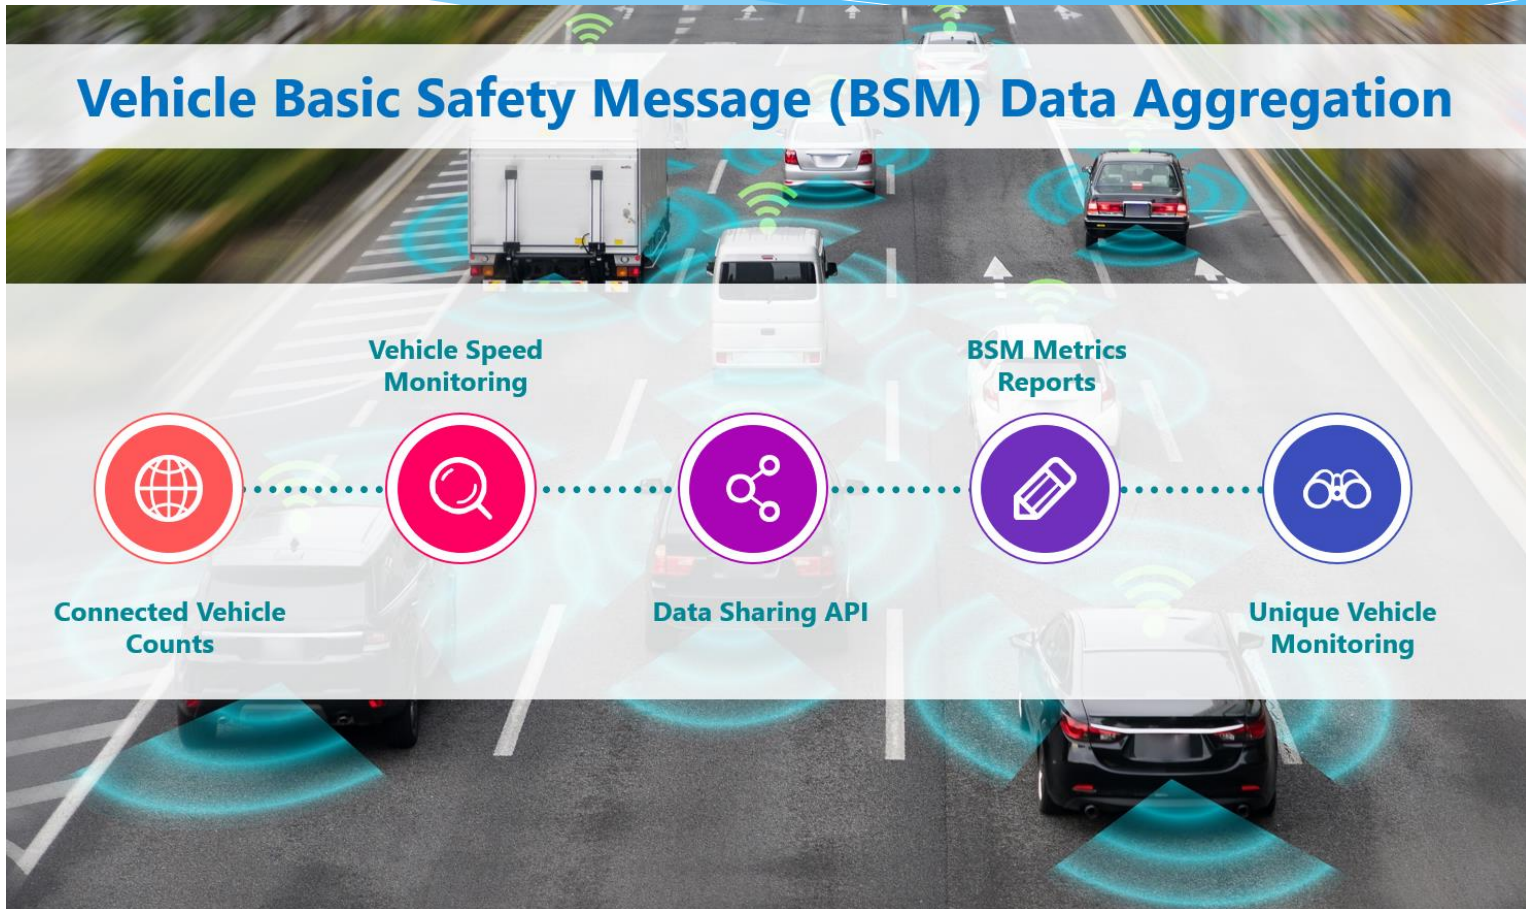 Vehicle Basic Safety Message (BSM) Data Aggregation
Vehicle Speed
Monitoring
BSM Metrics
Reports
Connected Vehicle
Counts
Data Sharing API
Unique Vehicle
Monitoring